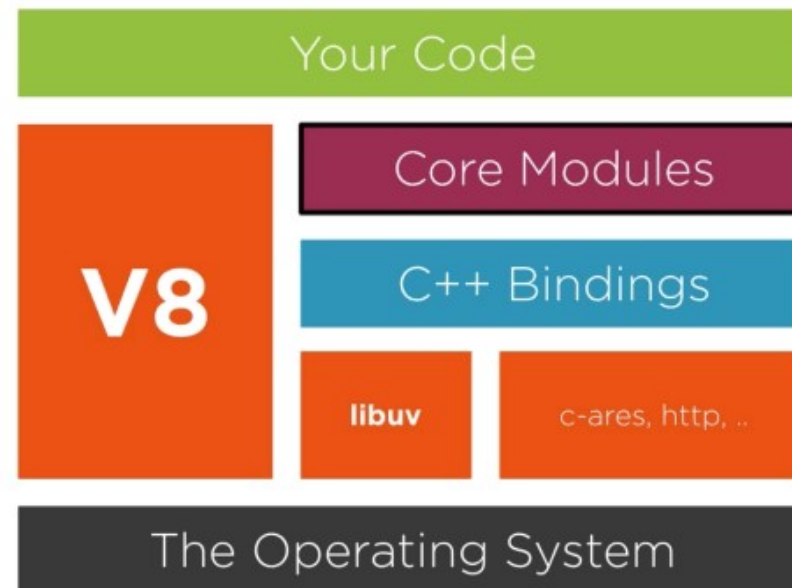 Your Code
V8
Core Modules
C++ Bindings
libuv
c-ares, http, ..
The Operating System